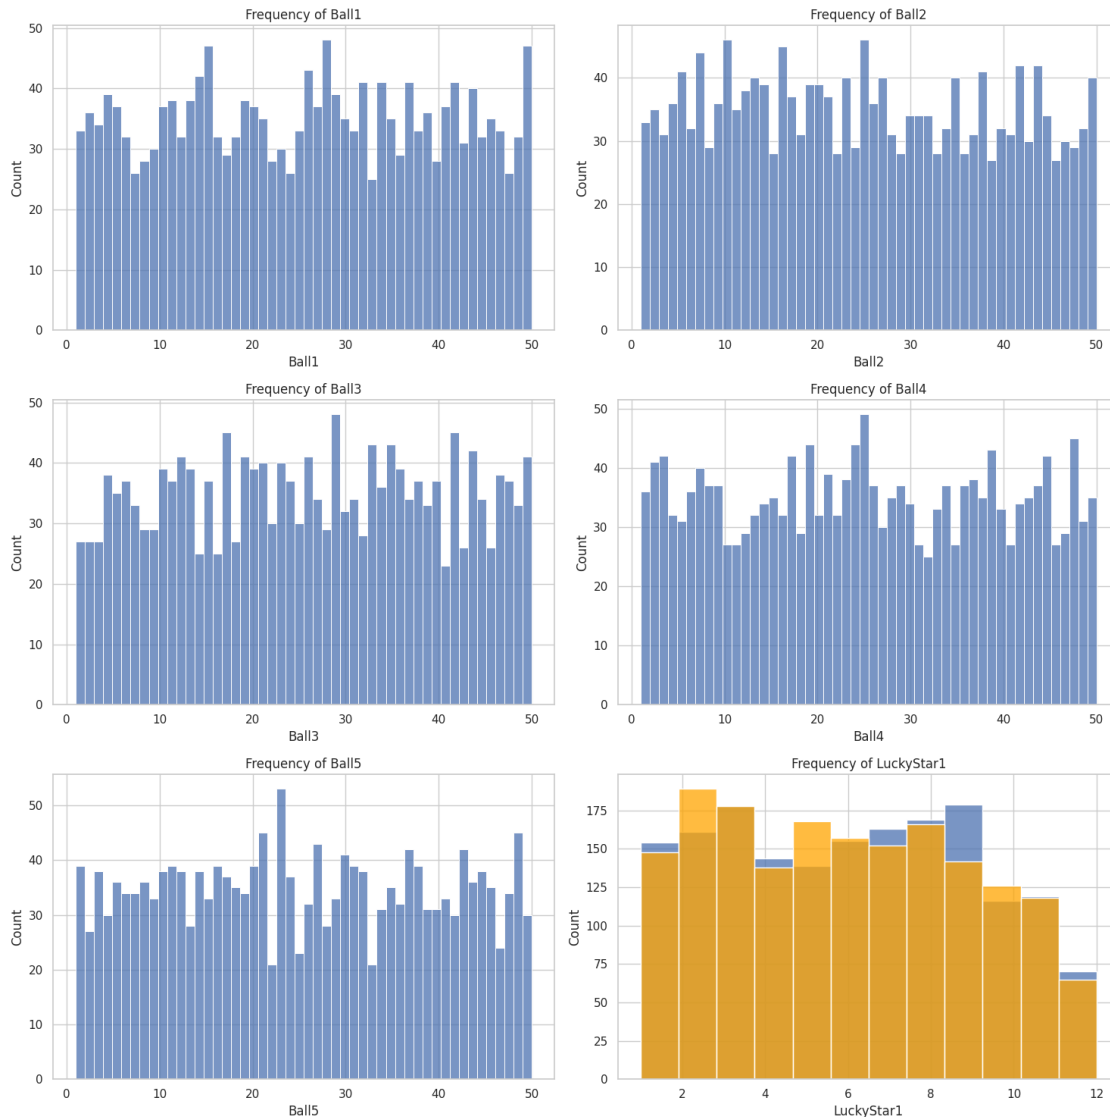 Frequency of Ball1
50
40
30
20
10
0
Count
0 10 20 30 40 50
Ball1
Frequency of Ball2
40
30
20
10
0
Count
0 10 20 30 40 50
Ball2
Frequency of Ball3
50
40
30
20
10
0
Count
0 10 20 30 40 50
Ball3
Frequency of Ball4
50
40
30
20
10
0
Count
0 10 20 30 40 50
Ball4
Frequency of Ball5
50
40
30
20
10
0
Count
0 10 20 30 40 50
Ball5
Frequency of LuckyStar1
175
150
125
100
75
50
25
0
Count
2 4 6 8 10 12
LuckyStar1